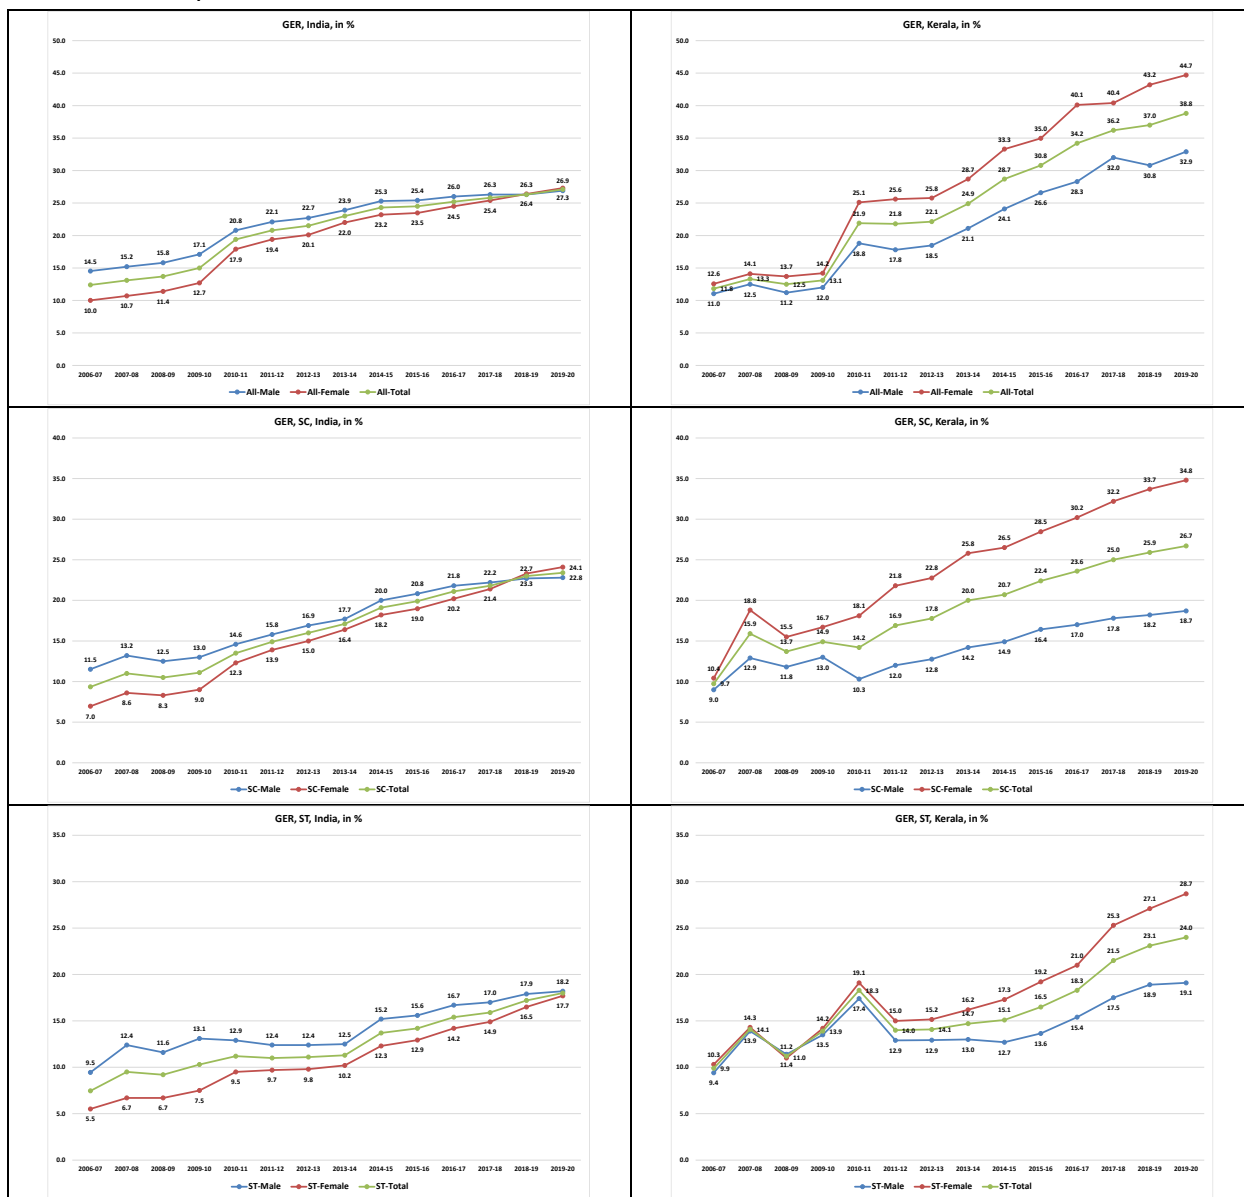 GER, India, in %
50.0
45.0
40.0
35.0
30.0
25.0
20.0
15.0
10.0
5.0
0.0
14.5 15.2 15.8 17.1 20.8 22.1 22.7 23.9 25.3 25.4 26.0 26.3 26.3 26.9
10.0 10.7 11.4 12.7 17.9 19.4 20.1 22.0 23.2 23.5 24.5 25.4 26.4 27.3
2006-07 2007-08 2008-09 2009-10 2010-11 2011-12 2012-13 2013-14 2014-15 2015-16 2016-17 2017-18 2018-19 2019-20
All-Male All-Female All-Total
GER, Kerala, in %
50.0
45.0
40.0
35.0
30.0
25.0
20.0
15.0
10.0
5.0
0.0
12.6 14.1 13.7 14.2 25.1 25.6 25.8 28.7 33.3 35.0 40.1 40.4 43.2 44.7
11.8 13.3 12.5 13.1 21.9 21.8 22.1 24.9 28.7 30.8 34.2 36.2 37.0 38.8
11.0 12.5 11.2 12.0 18.8 17.8 18.5 21.1 24.1 26.6 28.3 32.0 30.8 32.9
2006-07 2007-08 2008-09 2009-10 2010-11 2011-12 2012-13 2013-14 2014-15 2015-16 2016-17 2017-18 2018-19 2019-20
All-Male All-Female All-Total
GER, SC, India, in %
40.0
35.0
30.0
25.0
20.0
15.0
10.0
5.0
0.0
11.5 13.2 12.5 13.0 14.6 15.8 16.9 17.7 20.0 20.8 21.8 22.2 22.7 22.8
7.0 8.6 8.3 9.0 12.3 13.9 15.0 16.4 18.2 19.0 20.2 21.4 23.3 24.1
2006-07 2007-08 2008-09 2009-10 2010-11 2011-12 2012-13 2013-14 2014-15 2015-16 2016-17 2017-18 2018-19 2019-20
SC-Male SC-Female SC-Total
GER, SC, Kerala, in %
40.0
35.0
30.0
25.0
20.0
15.0
10.0
5.0
0.0
10.4 18.8 15.5 16.7 18.1 21.8 22.8 25.8 26.5 28.5 30.2 32.2 33.7 34.8
9.7 15.9 13.7 14.9 14.2 16.9 17.8 20.0 20.7 22.4 23.6 25.0 25.9 26.7
9.0 12.9 11.8 13.0 10.3 12.0 12.8 14.2 14.9 16.4 17.0 17.8 18.2 18.7
2006-07 2007-08 2008-09 2009-10 2010-11 2011-12 2012-13 2013-14 2014-15 2015-16 2016-17 2017-18 2018-19 2019-20
SC-Male SC-Female SC-Total
GER, ST, India, in %
35.0
30.0
25.0
20.0
15.0
10.0
5.0
0.0
9.5 12.4 11.6 13.1 12.9 12.4 12.4 12.5 15.2 15.6 16.7 17.0 17.9 18.2
5.5 6.7 6.7 7.5 9.5 9.7 9.8 10.2 12.3 12.9 14.2 14.9 16.5 17.7
2006-07 2007-08 2008-09 2009-10 2010-11 2011-12 2012-13 2013-14 2014-15 2015-16 2016-17 2017-18 2018-19 2019-20
ST-Male ST-Female ST-Total
GER, ST, Kerala, in %
35.0
30.0
25.0
20.0
15.0
10.0
5.0
0.0
10.3 14.3 11.2 14.2 19.1 15.0 15.2 16.2 17.3 19.2 21.0 25.3 27.1 28.7
9.9 14.1 11.0 13.9 18.3 14.0 14.1 14.7 15.1 16.5 18.3 21.5 23.1 24.0
9.4 13.9 11.4 13.5 17.4 12.9 12.9 13.0 12.7 13.6 15.4 17.5 18.9 19.1
2006-07 2007-08 2008-09 2009-10 2010-11 2011-12 2012-13 2013-14 2014-15 2015-16 2016-17 2017-18 2018-19 2019-20
ST-Male ST-Female ST-Total